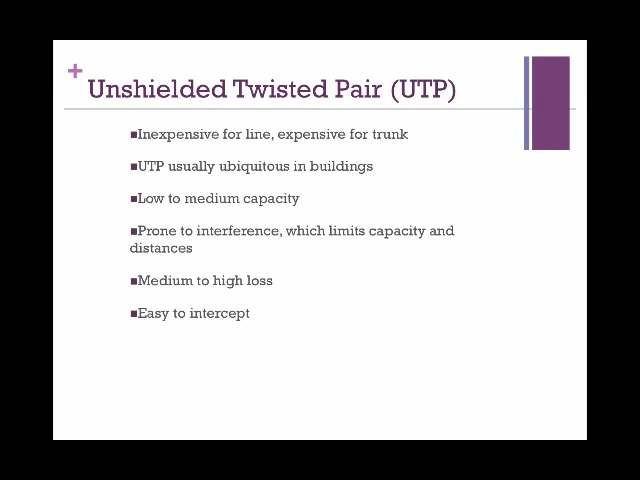 +
Unshielded Twisted Pair (UTP)
■Inexpensive for line, expensive for trunk
■UTP usually ubiquitous in buildings
■Low to medium capacity
■Prone to interference, which limits capacity and
distances
■Medium to high loss
■Easy to intercept